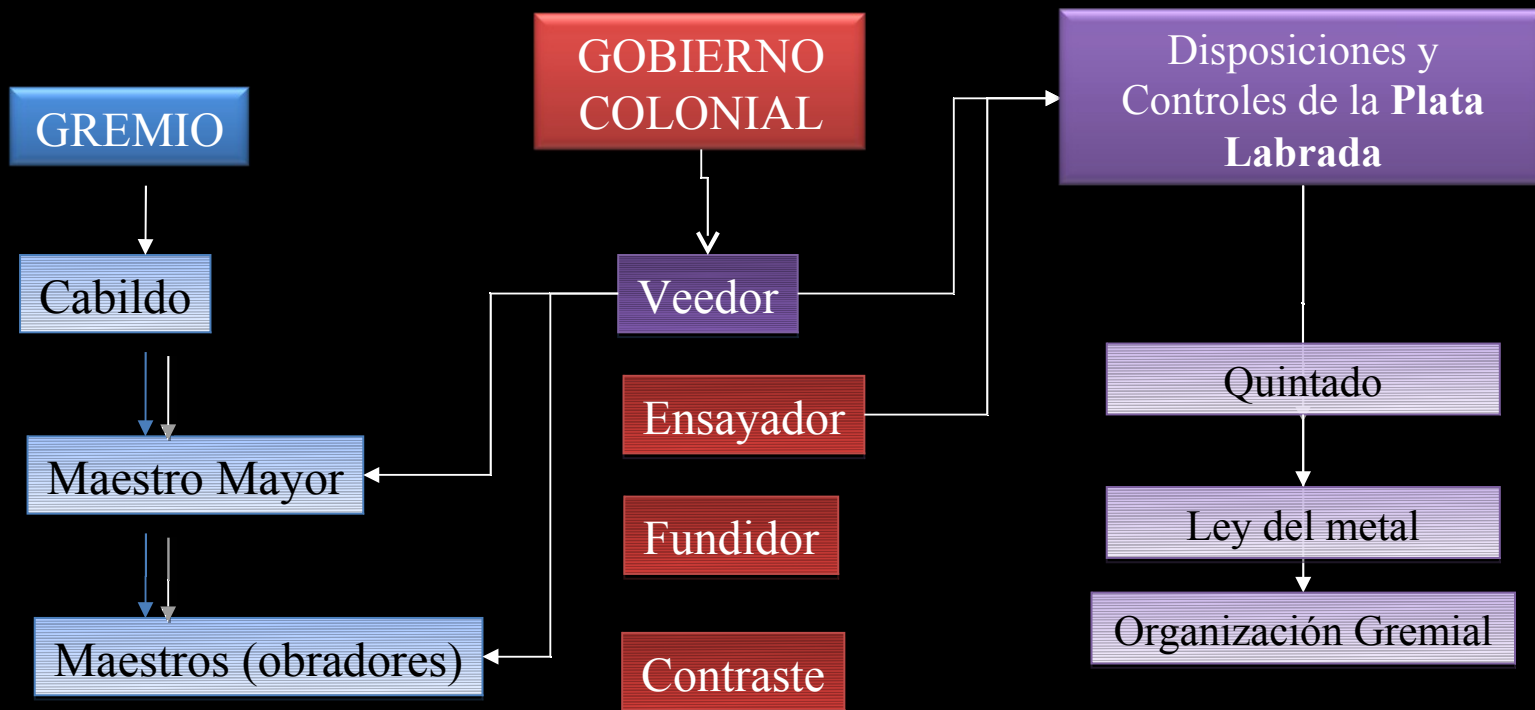 GREMIO
Cabildo
Maestro Mayor
Maestros (obradores)
GOBIERNO
COLONIAL
Veedor
Ensayador
Fundidor
Contraste
Disposiciones y
Controles de la Plata
Labrada
Quintado
Ley del metal
Organización Gremial